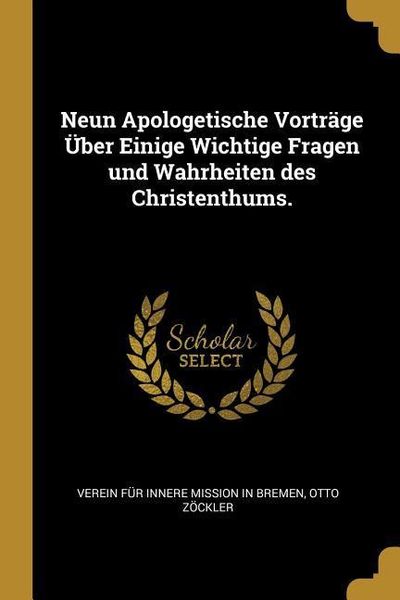 Neun Apologetische Vorträge
Über Einige Wichtige Fragen
und Wahrheiten des
Christenthums.
Scholar
SELECT
VEREIN FÜR INNERE MISSION IN BREMEN, OTTO
ZÖCKLER